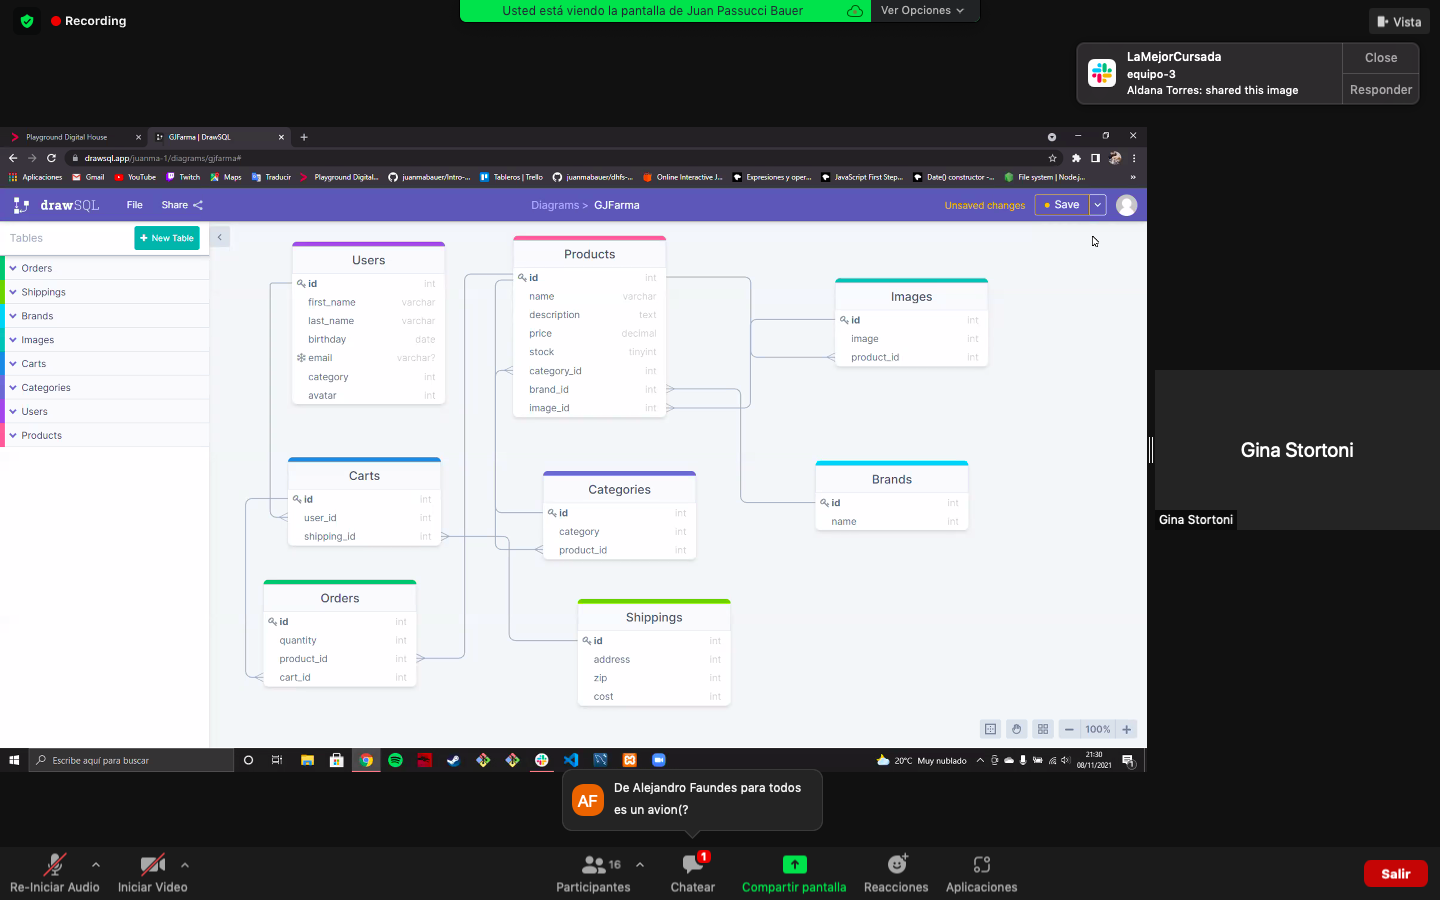 Recording
Usted está viendo la pantalla de Juan Passucci Bauer
Ver Opciones
Vista
LaMejorCursada
equipo-3
Aldana Torres: shared this image
Close
Responder
Playground Digital House
GJFarma | DrawSQL
drawsql.app/juanma-1/diagrams/gjfarma#
Aplicaciones
Gmail
YouTube
Twitch
Maps
Traducir
Playground Digital...
juanmabauer/Intro-...
Tableros | Trello
juanmabauer/dhfs-...
Online Interactive J...
Expresiones y oper...
JavaScript First Step...
Date() constructor -...
File system | Node.j...
drawSQL
File
Share
Diagrams > GJFarma
Unsaved changes
Save
Tables
+ New Table
Orders
Shippings
Brands
Images
Carts
Categories
Users
Products
Users
id int
first_name varchar
last_name varchar
birthday date
email varchar?
category int
avatar int
Products
id int
name varchar
description text
price decimal
stock tinyint
category_id int
brand_id int
image_id int
Images
id int
image int
product_id int
Carts
id int
user_id int
shipping_id int
Categories
id int
category int
product_id int
Brands
id int
name int
Orders
id int
quantity int
product_id int
cart_id int
Shippings
id int
address int
zip int
cost int
100%
Gina Stortoni
Gina Stortoni
Escribe aquí para buscar
20°C Muy nublado
21:30
08/11/2021
1
AF
De Alejandro Faundes para todos
es un avion(?
Re-Iniciar Audio
Iniciar Video
16
Participantes
1
Chatear
Compartir pantalla
Reacciones
Aplicaciones
Salir